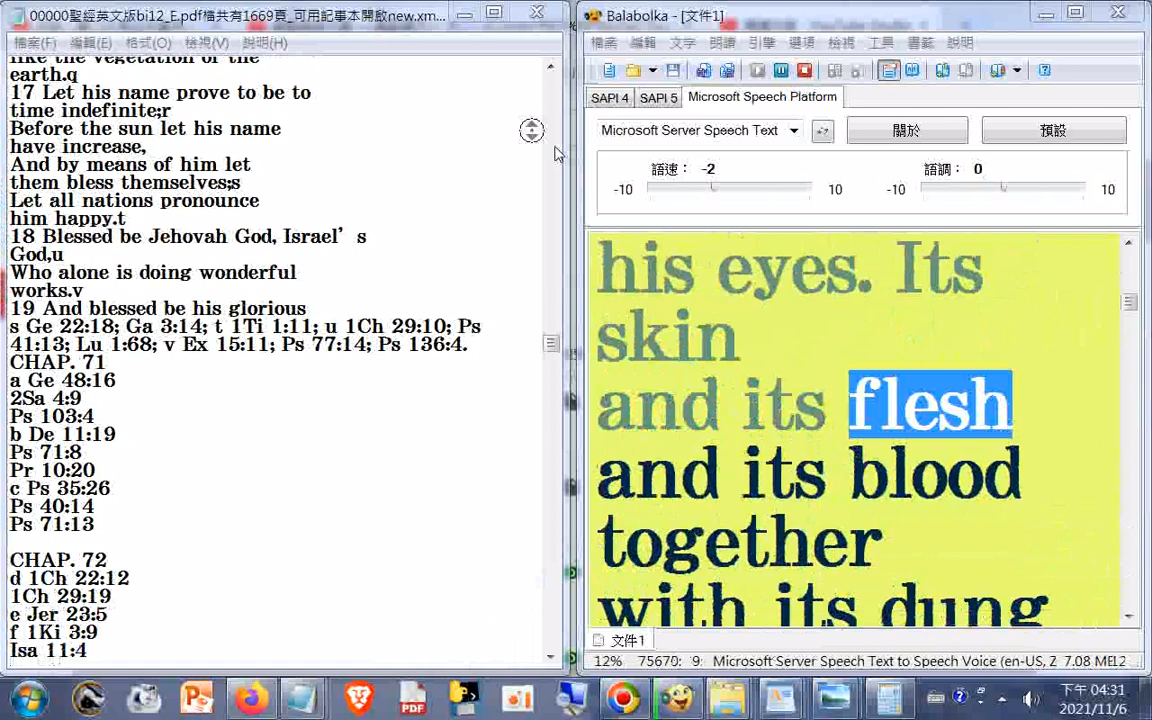 00000聖經英文版bi12_E.pdf檔共有1669頁_可用記事本開啟new.xm...
檔案(F) 編輯(E) 格式(O) 檢視(V) 說明(H)
like the vegetation of the
earth.q
17 Let his name prove to be to
time indefinite;r
Before the sun let his name
have increase,
And by means of him let
them bless themselves;s
Let all nations pronounce
him happy.t
18 Blessed be Jehovah God, Israel’s
God,u
Who alone is doing wonderful
works.v
19 And blessed be his glorious
s Ge 22:18; Ga 3:14; t 1Ti 1:11; u 1Ch 29:10; Ps
41:13; Lu 1:68; v Ex 15:11; Ps 77:14; Ps 136:4.
CHAP. 71
a Ge 48:16
2Sa 4:9
Ps 103:4
b De 11:19
Ps 71:8
Pr 10:20
c Ps 35:26
Ps 40:14
Ps 71:13
CHAP. 72
d 1Ch 22:12
1Ch 29:19
e Jer 23:5
f 1Ki 3:9
Isa 11:4
Balabolka - [文件1]
檔案 編輯 文字 朗讀 引擎 選項 檢視 工具 書籤 說明
SAPI 4 SAPI 5 Microsoft Speech Platform
Microsoft Server Speech Text 關於 預設
語速： -2 語調： 0
-10 10 -10 10
his eyes. Its
skin
and its flesh
and its blood
together
with its dung
文件1
12% 75670: 9: Microsoft Server Speech Text to Speech Voice (en-US, Z 7.08 ME12
PDF
下午 04:31
2021/11/6